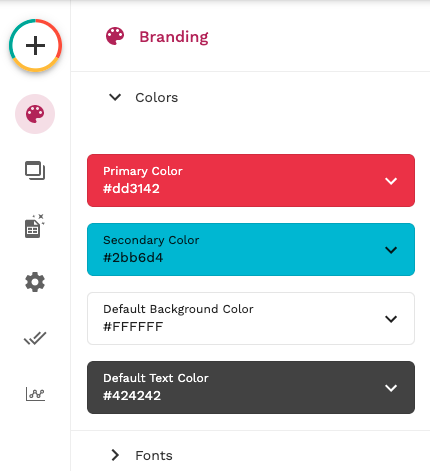 Branding
Colors
Primary Color
#dd3142
Secondary Color
#2bb6d4
Default Background Color
#FFFFFF
Default Text Color
#424242
Fonts